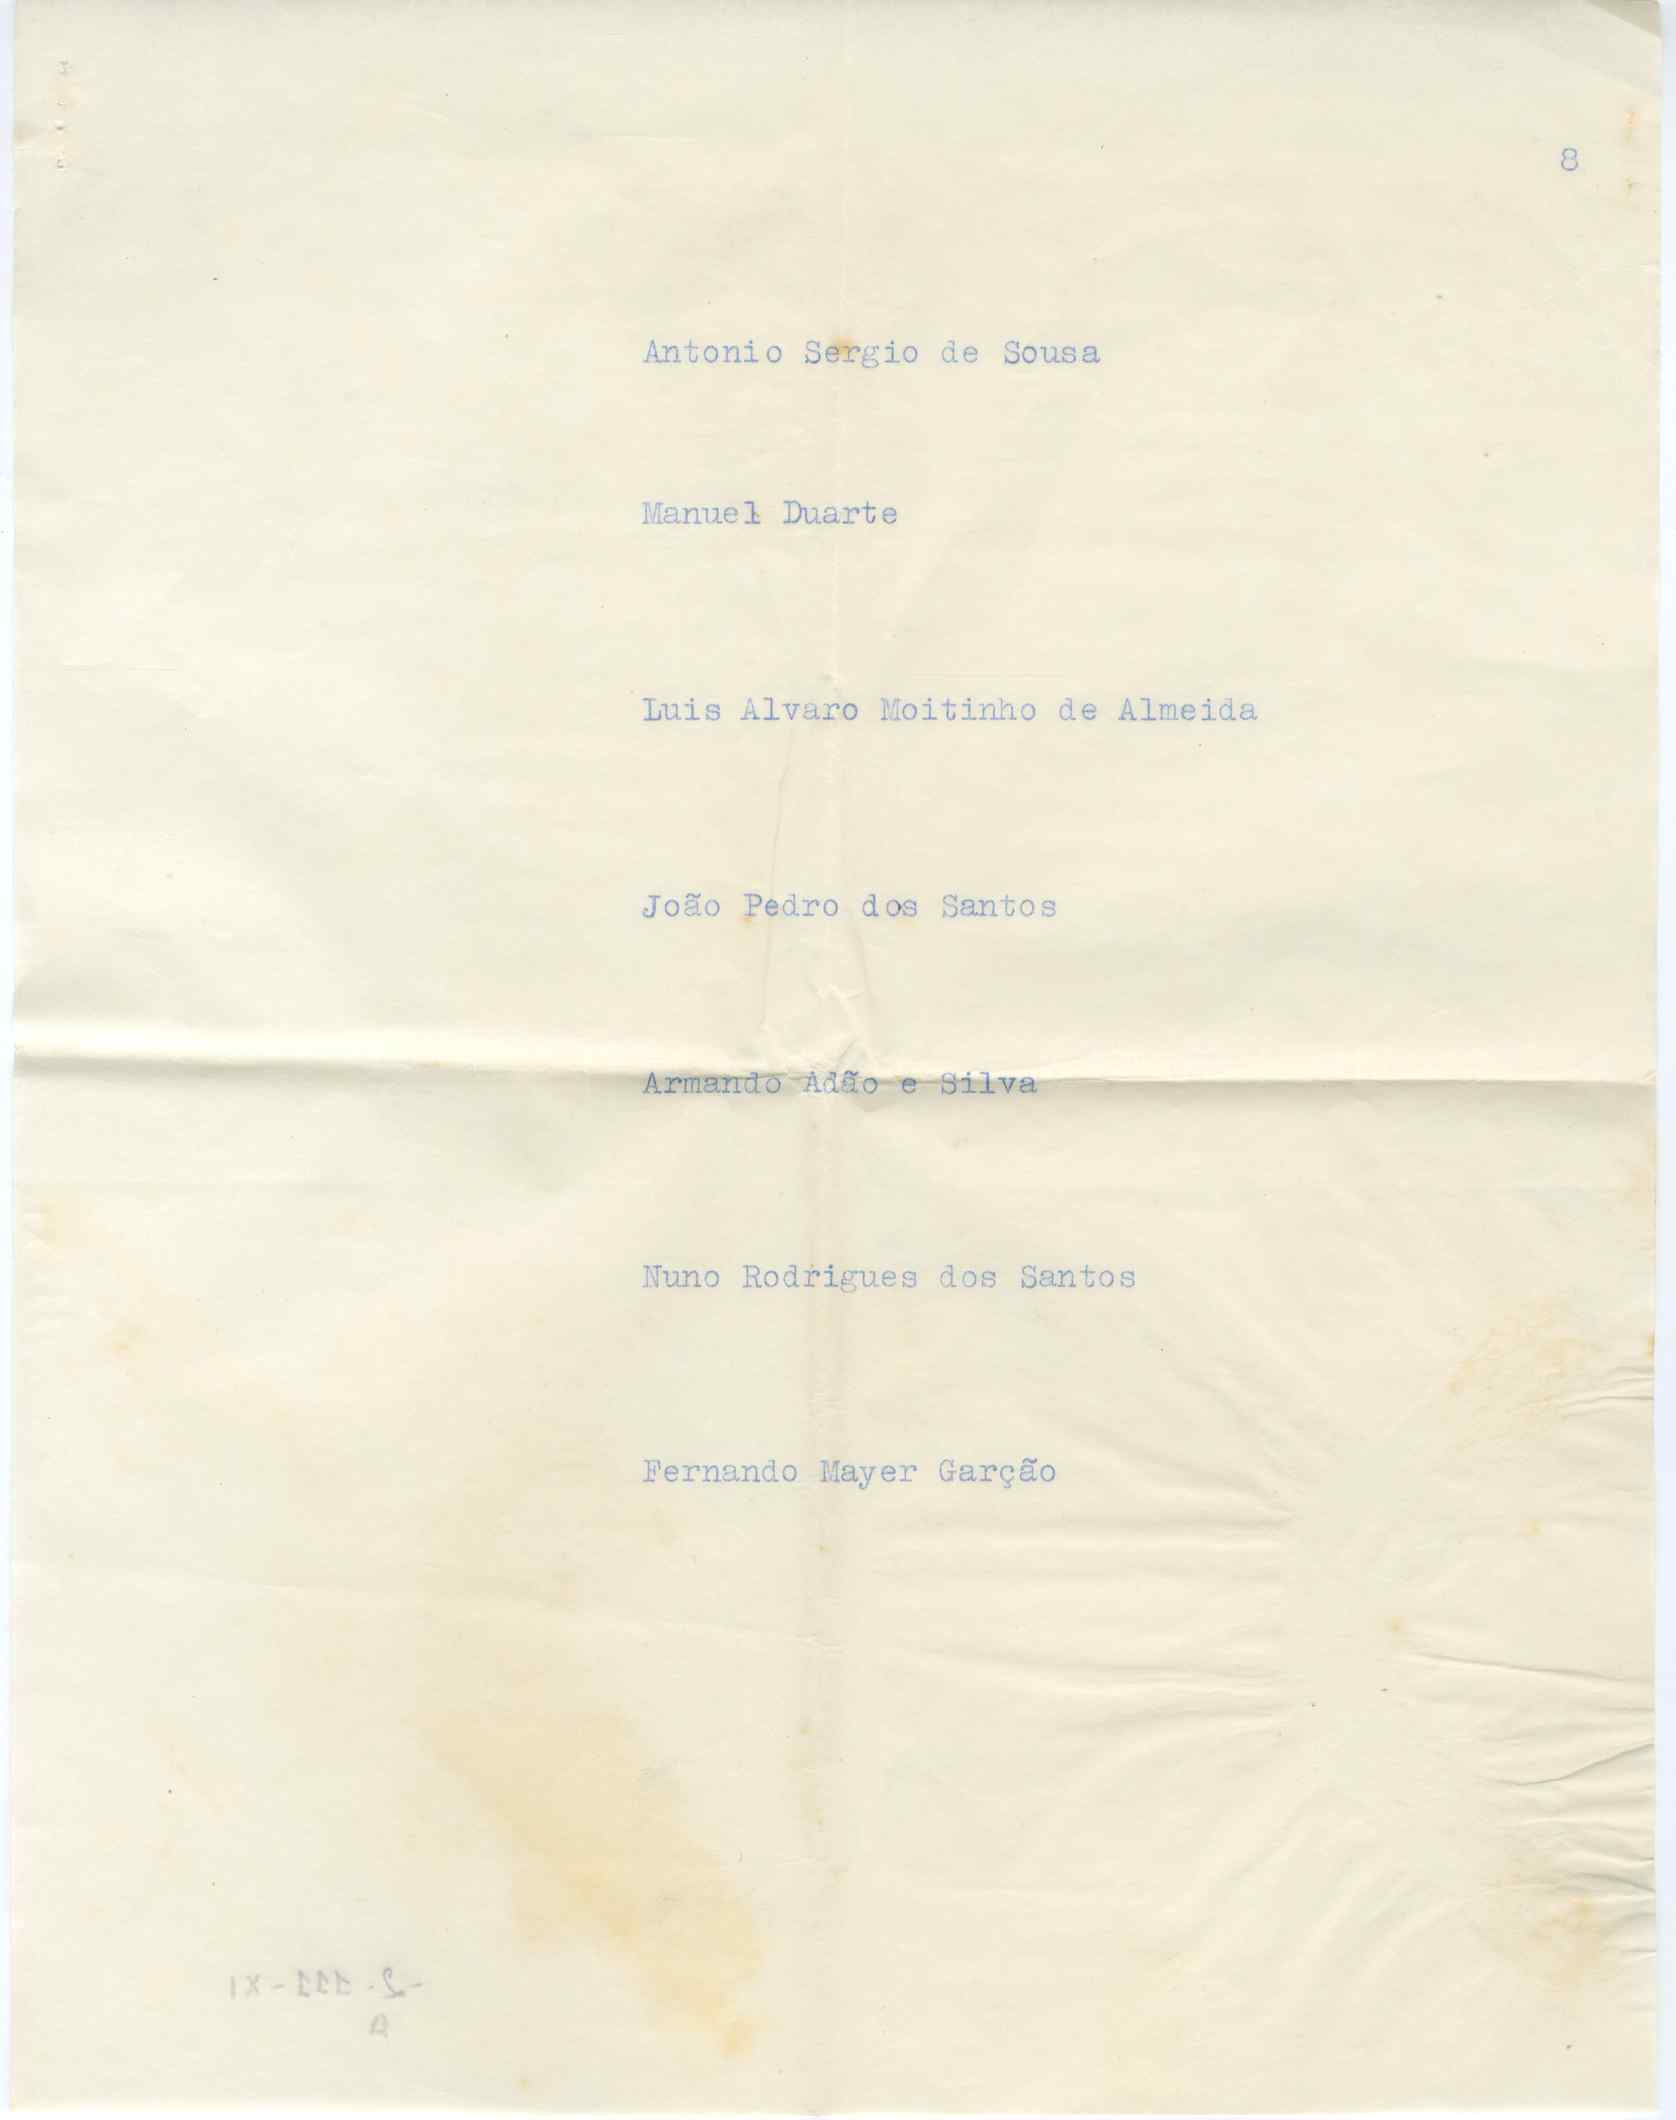 8
Antonio Sergio de Sousa
Manuel Duarte
Luis Alvaro Moitinho de Almeida
João Pedro dos Santos
Armando Adão e Silva
Nuno Rodrigues dos Santos
Fernando Mayer Garção